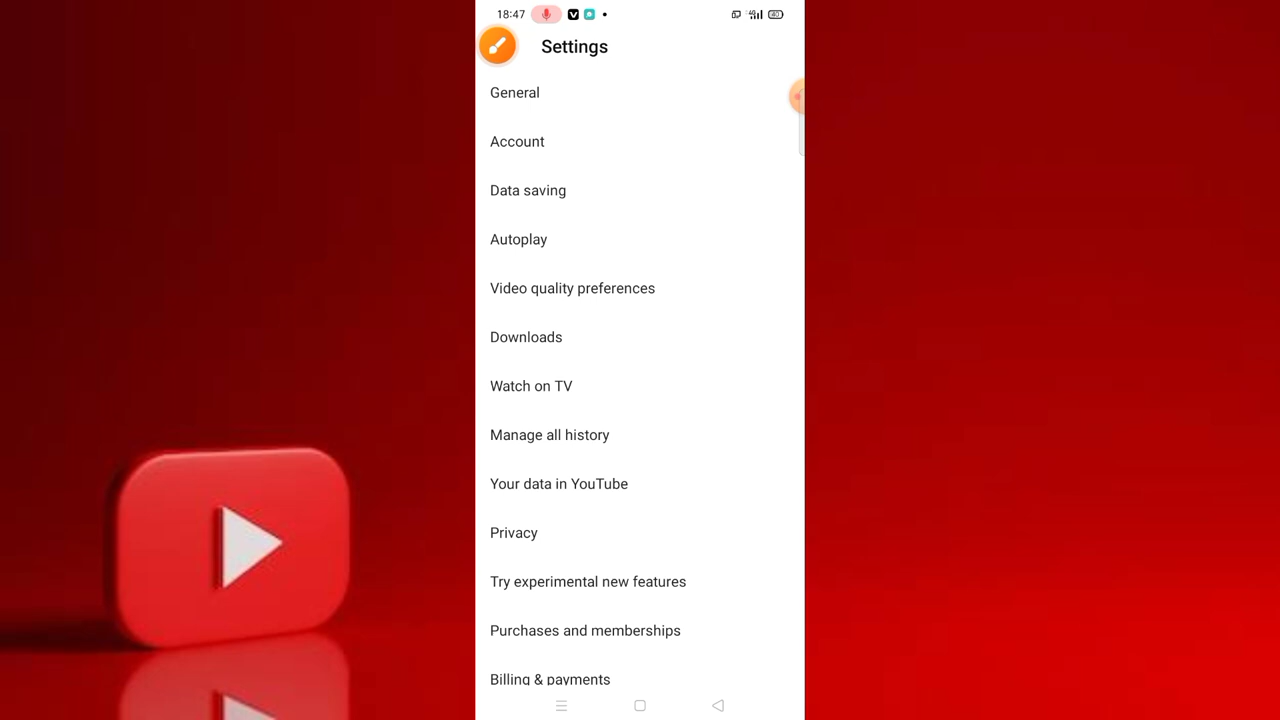 18:47
Settings
General
Account
Data saving
Autoplay
Video quality preferences
Downloads
Watch on TV
Manage all history
Your data in YouTube
Privacy
Try experimental new features
Purchases and memberships
Billing & payments